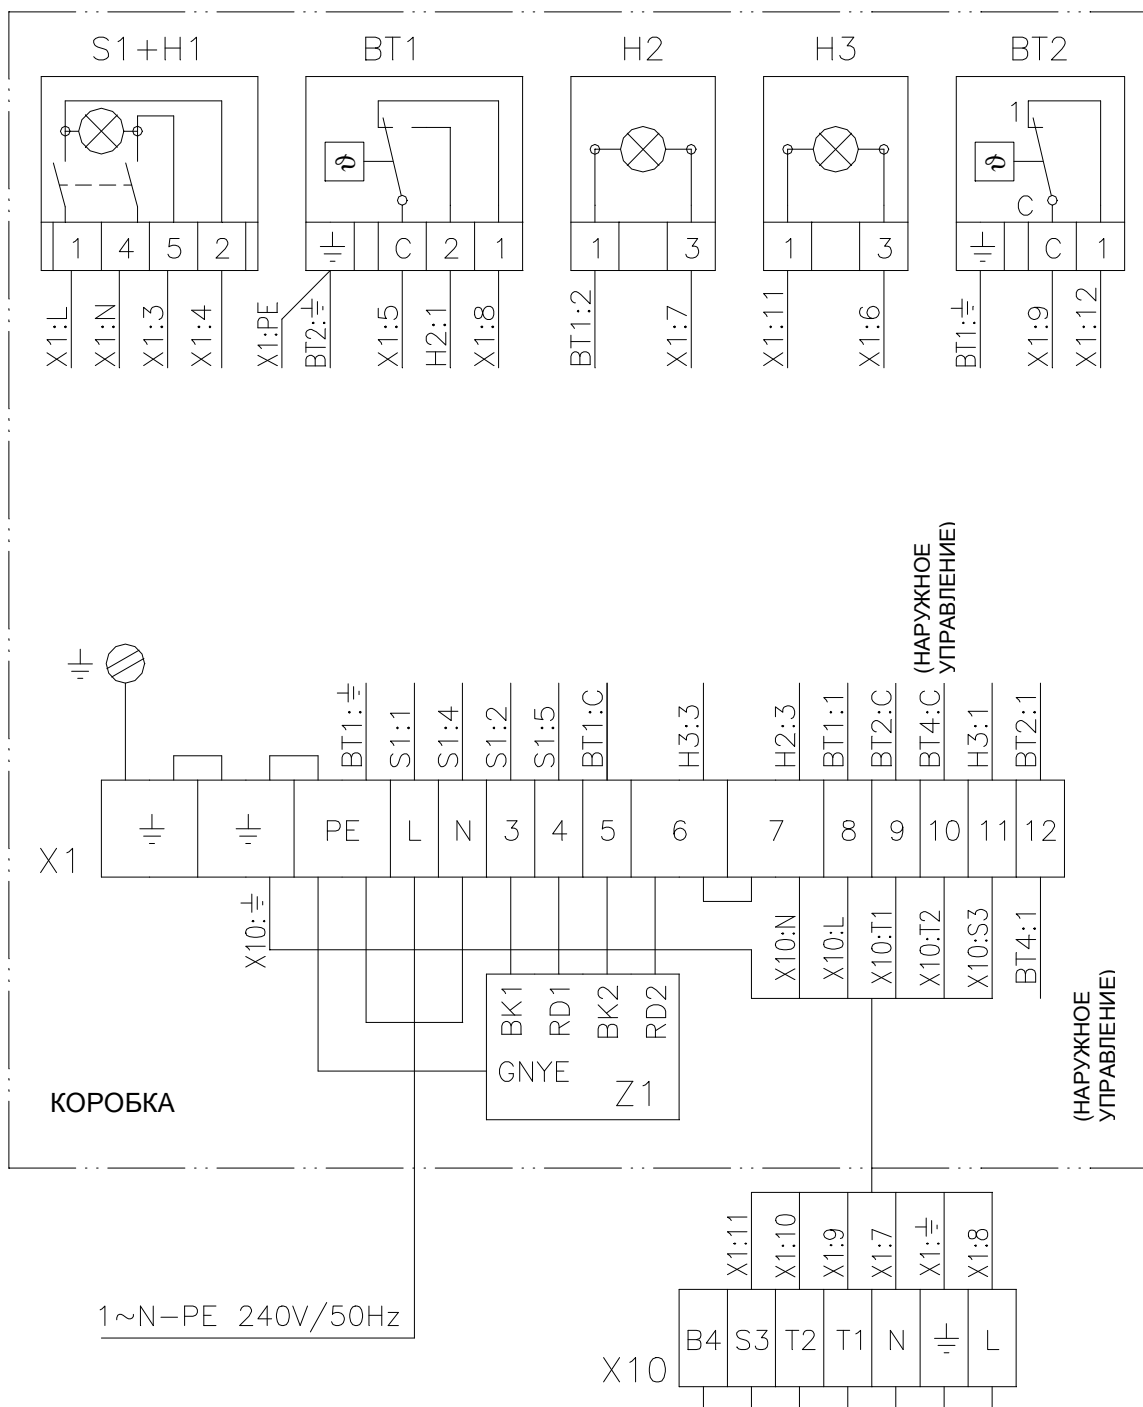 S1+H1 BT1 H2 H3 BT2
ϑ 1 ϑ
C
1 4 5 2 C 2 1 1 3 1 3 C 1
X1:L X1:N X1:3 X1:4 X1:PE BT2:⏚ X1:5 H2:1 X1:8 BT1:2 X1:7 X1:11 X1:6 BT1:⏚ X1:9 X1:12
(НАРУЖНОЕ
УПРАВЛЕНИЕ)
BT1:⏚ S1:1 S1:4 S1:2 S1:5 BT1:C H3:3 H2:3 BT1:1 BT2:C BT4:C H3:1 BT2:1
X1 PE L N 3 4 5 6 7 8 9 10 11 12
X10:⏚ X10:N X10:L X10:T1 X10:T2 X10:S3 BT4:1
BK1 RD1 BK2 RD2
GNYE
Z1
КОРОБКА
(НАРУЖНОЕ
УПРАВЛЕНИЕ)
X1:11 X1:10 X1:9 X1:7 X1:⏚ X1:8
1~N-PE 240V/50Hz
X10 B4 S3 T2 T1 N ⏚ L